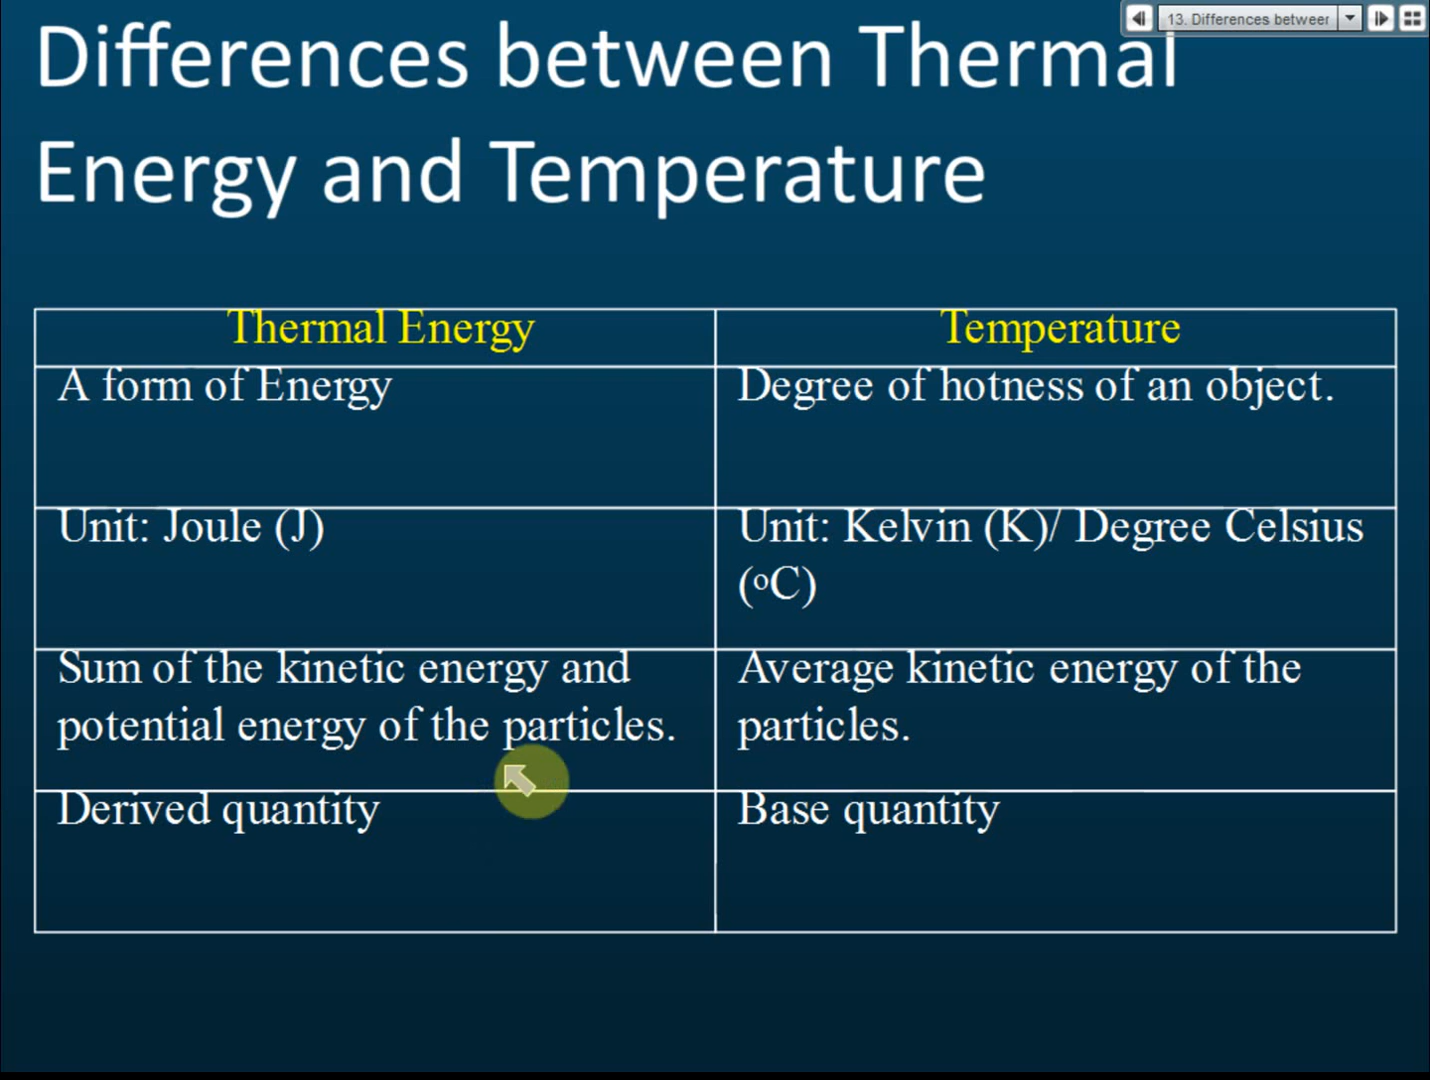 13. Differences betweer
Differences between Thermal
Energy and Temperature
Thermal Energy
Temperature
A form of Energy
Degree of hotness of an object.
Unit: Joule (J)
Unit: Kelvin (K)/ Degree Celsius
(oC)
Sum of the kinetic energy and
potential energy of the particles.
Average kinetic energy of the
particles.
Derived quantity
Base quantity